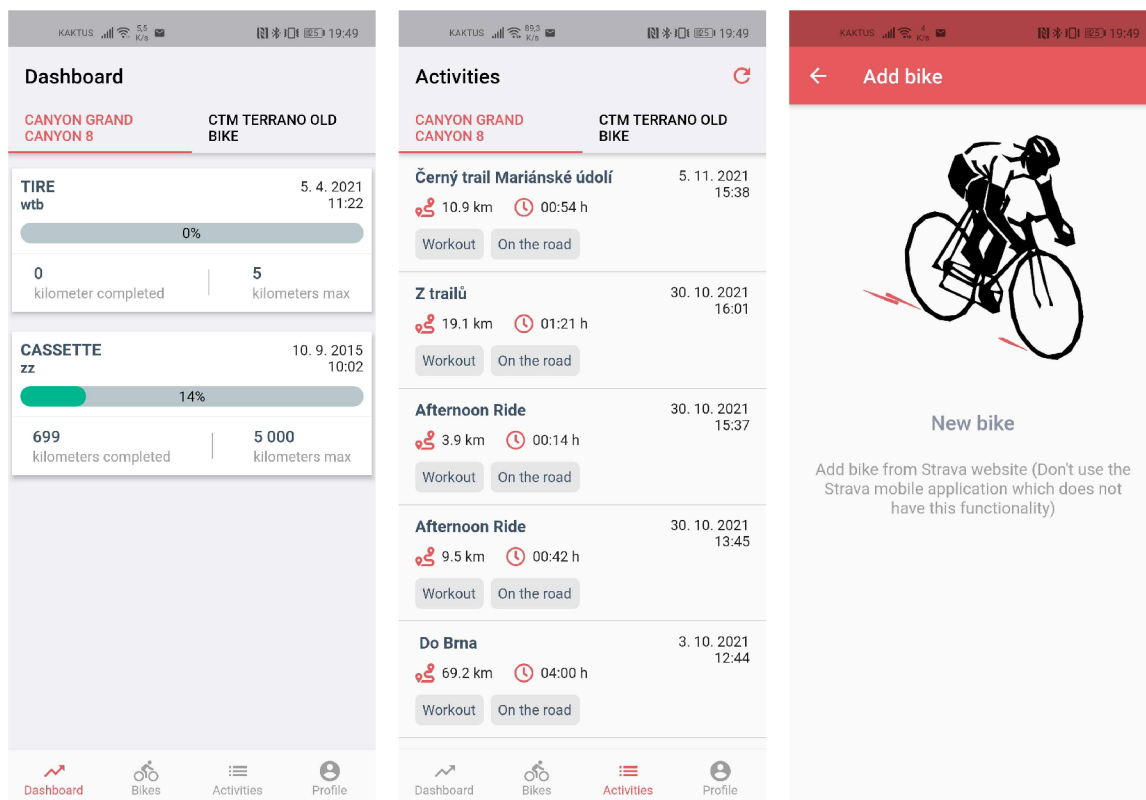 KAKTUS 5,5 K/s 25 19:49
Dashboard
CANYON GRAND
CANYON 8
CTM TERRANO OLD
BIKE
TIRE
wtb
5. 4. 2021
11:22
0%
0
kilometer completed
5
kilometers max
CASSETTE
zz
10. 9. 2015
10:02
14%
699
kilometers completed
5 000
kilometers max
Dashboard
Bikes
Activities
Profile
KAKTUS 89,3 K/s 25 19:49
Activities
CANYON GRAND
CANYON 8
CTM TERRANO OLD
BIKE
Černý trail Mariánské údolí
5. 11. 2021
15:38
10.9 km 00:54 h
Workout On the road
Z trailů
30. 10. 2021
16:01
19.1 km 01:21 h
Workout On the road
Afternoon Ride
30. 10. 2021
15:37
3.9 km 00:14 h
Workout On the road
Afternoon Ride
30. 10. 2021
13:45
9.5 km 00:42 h
Workout On the road
Do Brna
3. 10. 2021
12:44
69.2 km 04:00 h
Workout On the road
Dashboard
Bikes
Activities
Profile
KAKTUS 4 K/s 25 19:49
Add bike
New bike
Add bike from Strava website (Don't use the
Strava mobile application which does not
have this functionality)